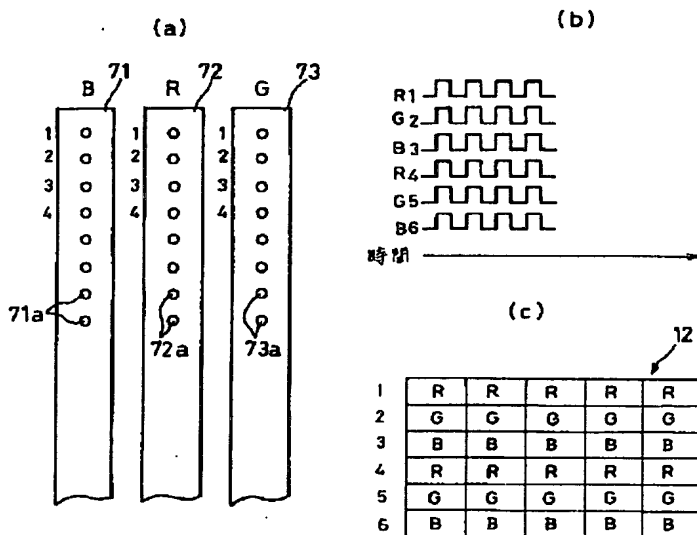 (a)
71 72 73
B R G
1 1 1
2 2 2
3 3 3
4 4 4
71a 72a 73a
(b)
R1
G2
B3
R4
G5
B6
時間
(c)
12
1 R R R R R
2 G G G G G
3 B B B B B
4 R R R R R
5 G G G G G
6 B B B B B